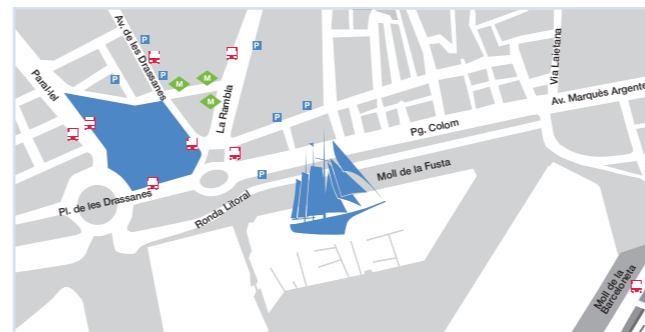 Av. de les Drassanes
Paral·lel
La Rambla
Via Laietana
Av. Marquès Argente
Pg. Colom
Moll de la Fusta
Pl. de les Drassanes
Ronda Litoral
Moll de la
Barceloneta
P
P
P
P
P
P
P
P
M
M
M